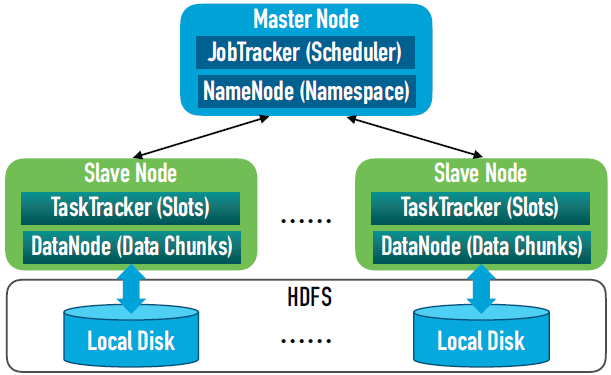 Master Node
JobTracker (Scheduler)
NameNode (Namespace)
Slave Node
TaskTracker (Slots)
DataNode (Data Chunks)
......
Slave Node
TaskTracker (Slots)
DataNode (Data Chunks)
HDFS
Local Disk
......
Local Disk